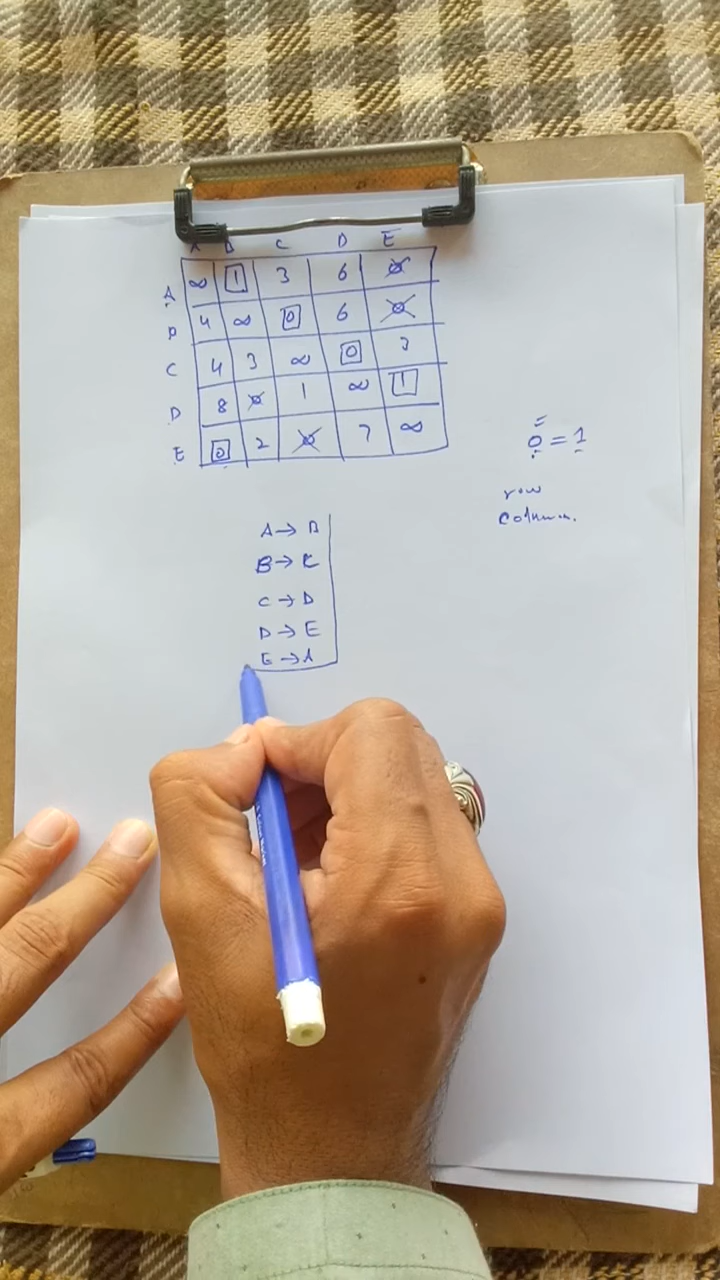 A B C D E
A ∞ 1 3 6 0
B 4 ∞ 0 6 0
C 4 3 ∞ 0 3
D 8 0 1 ∞ 1
E 0 2 0 7 ∞
0 = 1
row
column.
A → B
B → C
C → D
D → E
E → A